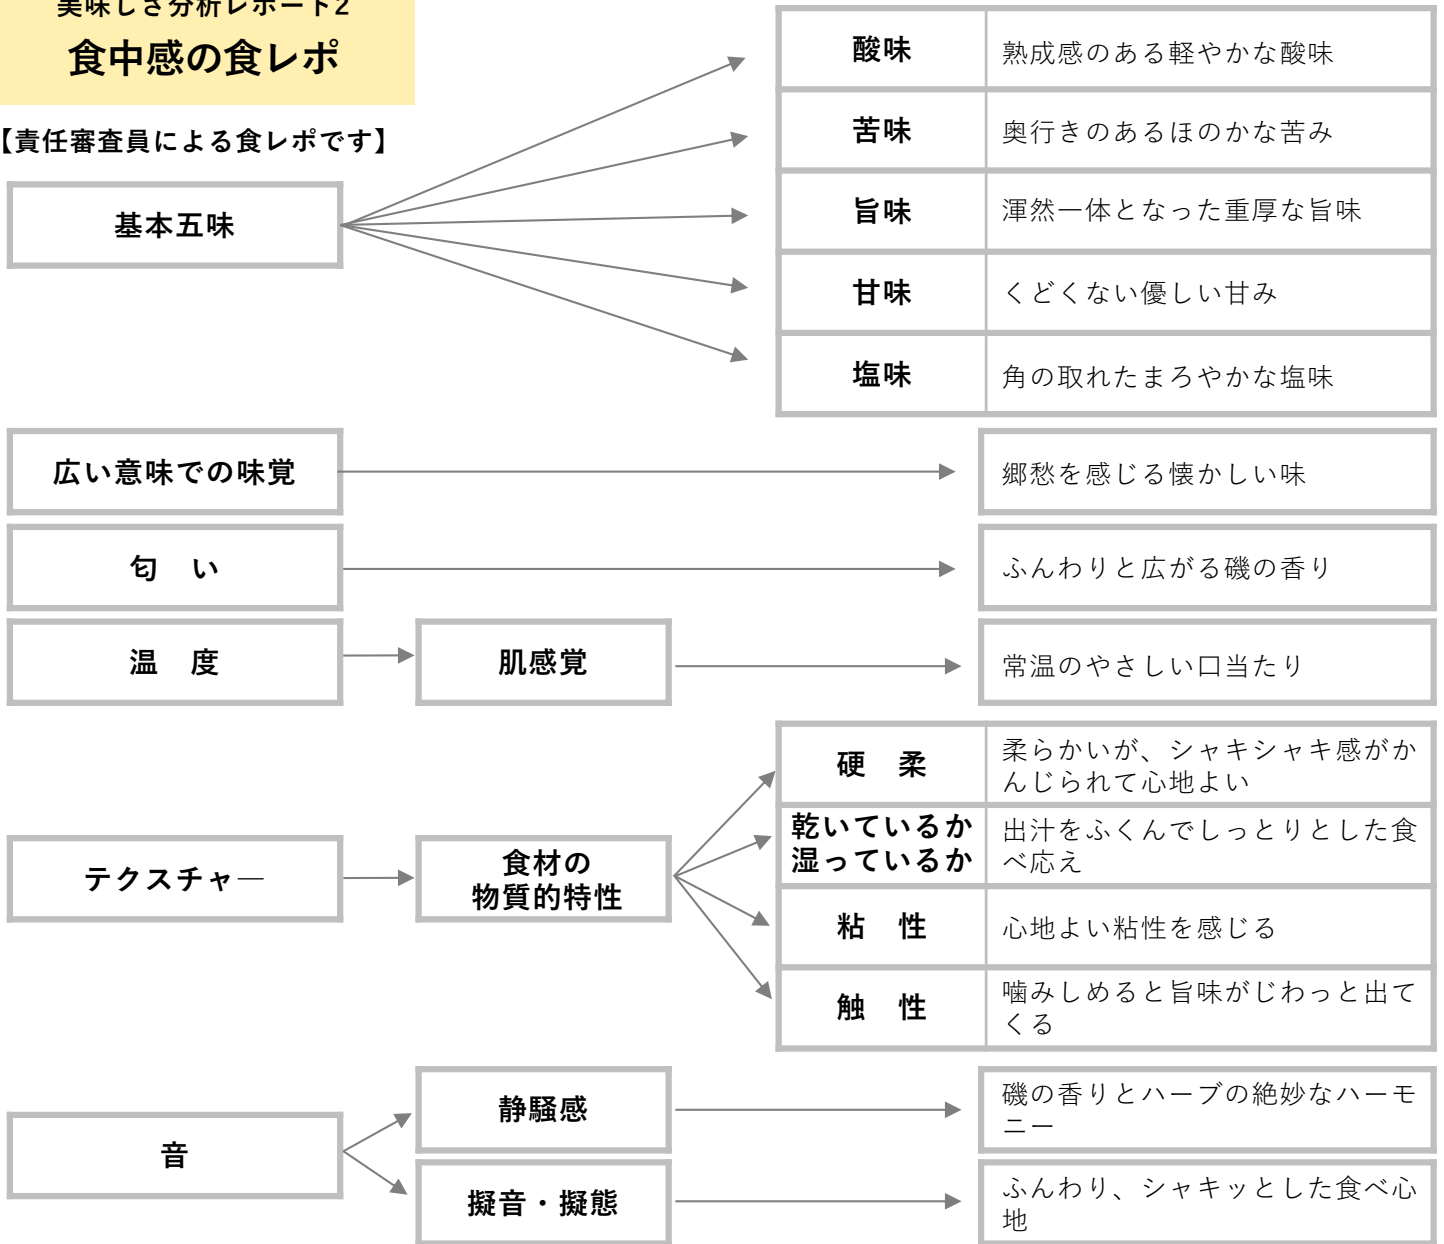 美味しさ分析レポート2
食中感の食レポ
【責任審査員による食レポです】
基本五味
酸味
熟成感のある軽やかな酸味
苦味
奥行きのあるほのかな苦み
旨味
渾然一体となった重厚な旨味
甘味
くどくない優しい甘み
塩味
角の取れたまろやかな塩味
広い意味での味覚
郷愁を感じる懐かしい味
匂　い
ふんわりと広がる磯の香り
温　度
肌感覚
常温のやさしい口当たり
テクスチャ―
食材の
物質的特性
硬　柔
柔らかいが、シャキシャキ感がか
んじられて心地よい
乾いているか
湿っているか
出汁をふくんでしっとりとした食
べ応え
粘　性
心地よい粘性を感じる
触　性
噛みしめると旨味がじわっと出て
くる
音
静騒感
磯の香りとハーブの絶妙なハーモ
ニー
擬音・擬態
ふんわり、シャキッとした食べ心
地